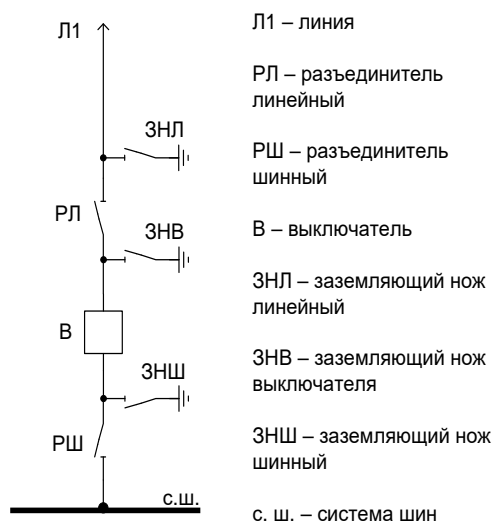 Л1
ЗНЛ
РЛ
ЗНВ
В
ЗНШ
РШ
с.ш.
Л1 – линия
РЛ – разъединитель
линейный
РШ – разъединитель
шинный
В – выключатель
ЗНЛ – заземляющий нож
линейный
ЗНВ – заземляющий нож
выключателя
ЗНШ – заземляющий нож
шинный
с. ш. – система шин